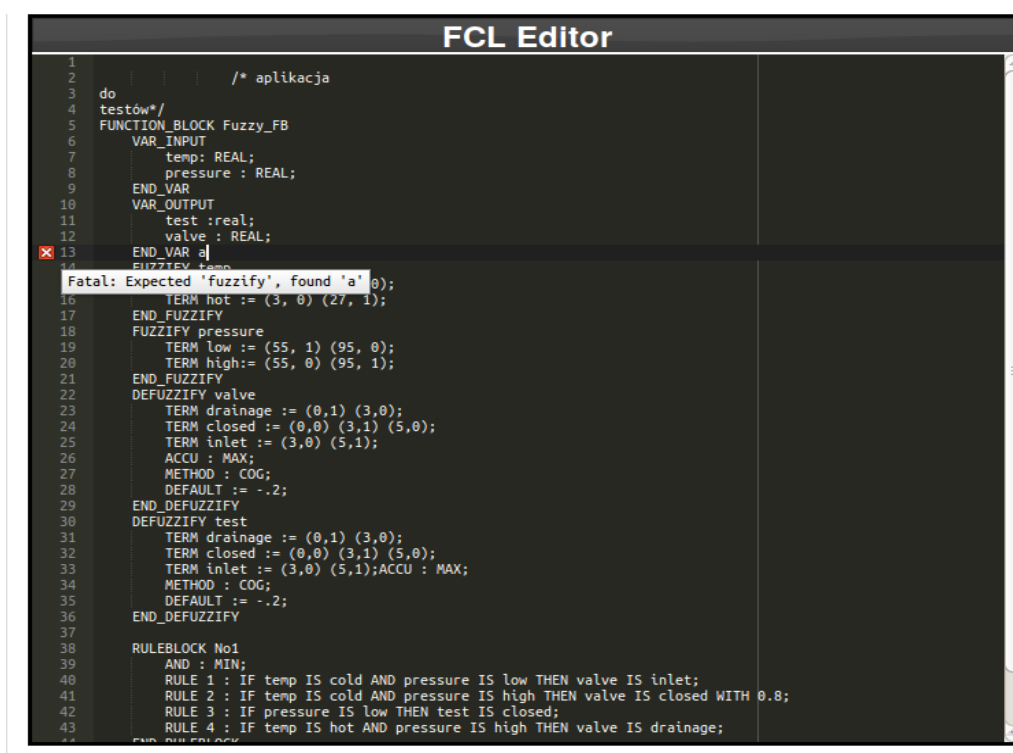 FCL Editor
1
2 /* aplikacja
3 do
4 testów*/
5 FUNCTION_BLOCK Fuzzy_FB
6 VAR_INPUT
7 temp: REAL;
8 pressure : REAL;
9 END_VAR
10 VAR_OUTPUT
11 test :real;
12 valve : REAL;
13 END_VAR a
14 FUZZIFY temp
Fatal: Expected 'fuzzify', found 'a' 0);
16 TERM hot := (3, 0) (27, 1);
17 END_FUZZIFY
18 FUZZIFY pressure
19 TERM low := (55, 1) (95, 0);
20 TERM high:= (55, 0) (95, 1);
21 END_FUZZIFY
22 DEFUZZIFY valve
23 TERM drainage := (0,1) (3,0);
24 TERM closed := (0,0) (3,1) (5,0);
25 TERM inlet := (3,0) (5,1);
26 ACCU : MAX;
27 METHOD : COG;
28 DEFAULT := -.2;
29 END_DEFUZZIFY
30 DEFUZZIFY test
31 TERM drainage := (0,1) (3,0);
32 TERM closed := (0,0) (3,1) (5,0);
33 TERM inlet := (3,0) (5,1);ACCU : MAX;
34 METHOD : COG;
35 DEFAULT := -.2;
36 END_DEFUZZIFY
37
38 RULEBLOCK No1
39 AND : MIN;
40 RULE 1 : IF temp IS cold AND pressure IS low THEN valve IS inlet;
41 RULE 2 : IF temp IS cold AND pressure IS high THEN valve IS closed WITH 0.8;
42 RULE 3 : IF pressure IS low THEN test IS closed;
43 RULE 4 : IF temp IS hot AND pressure IS high THEN valve IS drainage;
44 END_RULEBLOCK